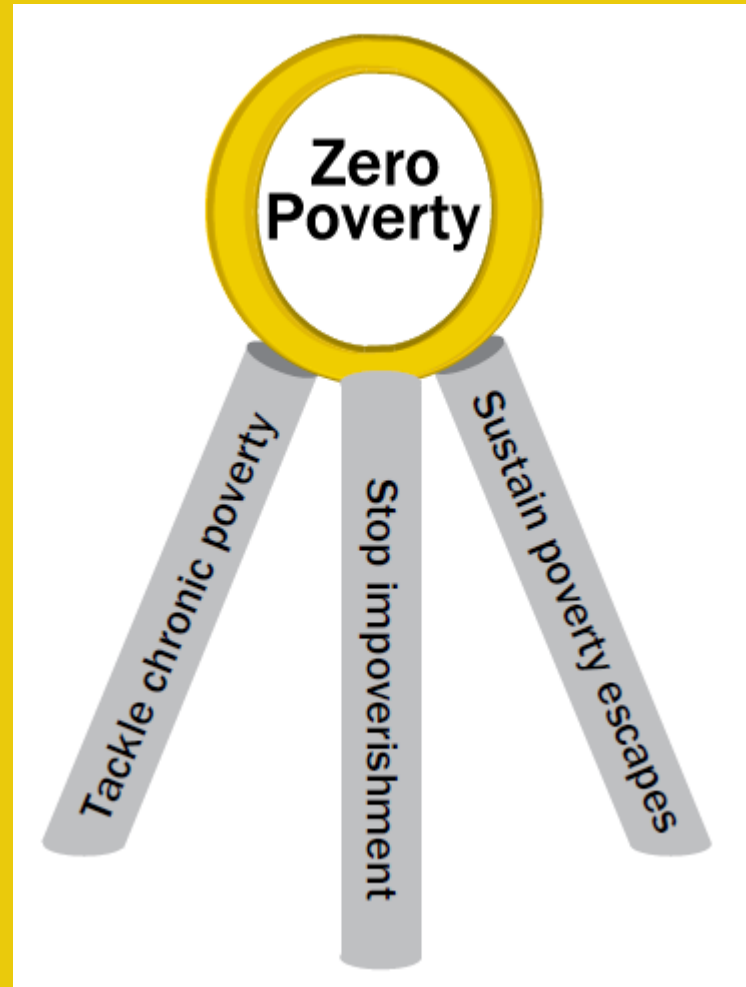 Zero
Poverty
Tackle chronic poverty
Stop impoverishment
Sustain poverty escapes